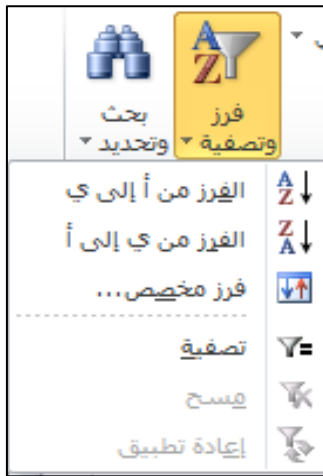 فرز
وتصفية
بحث
وتحديد
الفرز من أ إلى ي
الفرز من ي إلى أ
فرز مخصص...
تصفية
مسح
إعادة تطبيق